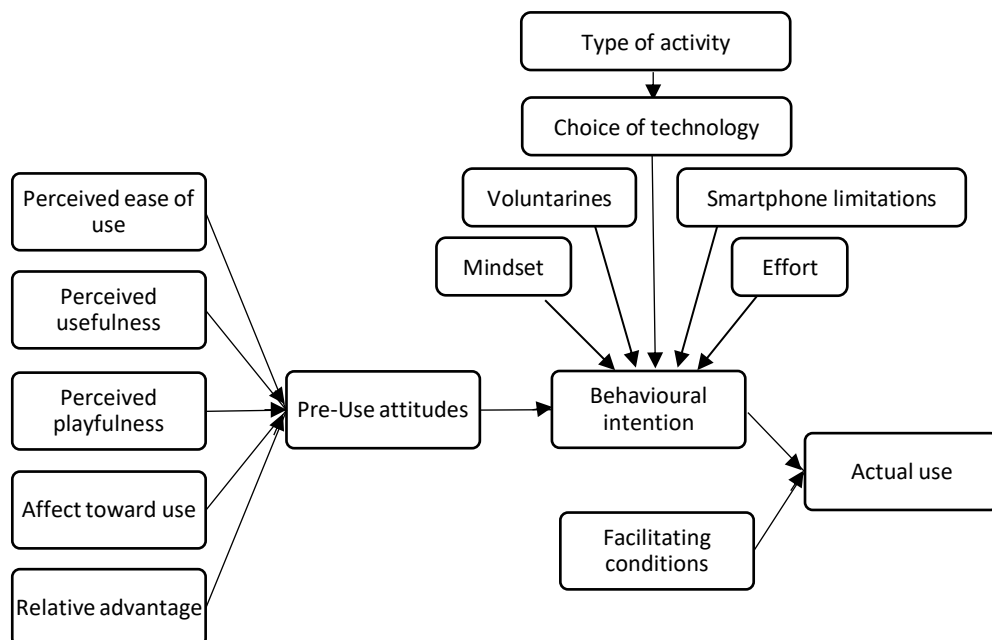 Type of activity
Choice of technology
Voluntarines
Smartphone limitations
Mindset
Effort
Perceived ease of
use
Perceived
usefulness
Perceived
playfulness
Affect toward use
Relative advantage
Pre-Use attitudes
Behavioural
intention
Facilitating
conditions
Actual use